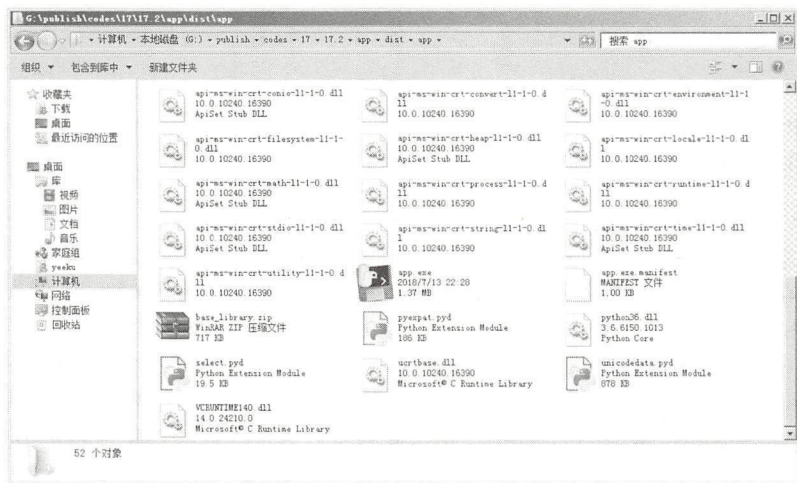 G:\publish\codes\17\17.2\app\dist\app
计算机 本地磁盘 (G:) publish codes 17 17.2 app dist app
搜索 app
组织 包含到库中 新建文件夹
收藏夹
下载
桌面
最近访问的位置
桌面
库
视频
图片
文档
音乐
家庭组
yeeku
计算机
网络
控制面板
回收站
api-ms-win-crt-conio-l1-1-0.dll
10.0.10240.16390
ApiSet Stub DLL
api-ms-win-crt-convert-l1-1-0.d
ll
10.0.10240.16390
api-ms-win-crt-environment-l1-1
-0.dll
10.0.10240.16390
api-ms-win-crt-filesystem-l1-1-
0.dll
10.0.10240.16390
api-ms-win-crt-heap-l1-1-0.dll
10.0.10240.16390
ApiSet Stub DLL
api-ms-win-crt-locale-l1-1-0.dl
l
10.0.10240.16390
api-ms-win-crt-math-l1-1-0.dll
10.0.10240.16390
ApiSet Stub DLL
api-ms-win-crt-process-l1-1-0.d
ll
10.0.10240.16390
api-ms-win-crt-runtime-l1-1-0.d
ll
10.0.10240.16390
api-ms-win-crt-stdio-l1-1-0.dll
10.0.10240.16390
ApiSet Stub DLL
api-ms-win-crt-string-l1-1-0.dl
l
10.0.10240.16390
api-ms-win-crt-time-l1-1-0.dll
10.0.10240.16390
ApiSet Stub DLL
api-ms-win-crt-utility-l1-1-0.d
ll
10.0.10240.16390
app.exe
2018/7/13 22:28
1.37 MB
app.exe.manifest
MANIFEST 文件
1.00 KB
base_library.zip
WinRAR ZIP 压缩文件
717 KB
pyexpat.pyd
Python Extension Module
186 KB
python36.dll
3.6.6150.1013
Python Core
select.pyd
Python Extension Module
19.5 KB
ucrtbase.dll
10.0.10240.16390
Microsoft® C Runtime Library
unicodedata.pyd
Python Extension Module
878 KB
VCRUNTIME140.dll
14.0.24210.0
Microsoft® C Runtime Library
52 个对象